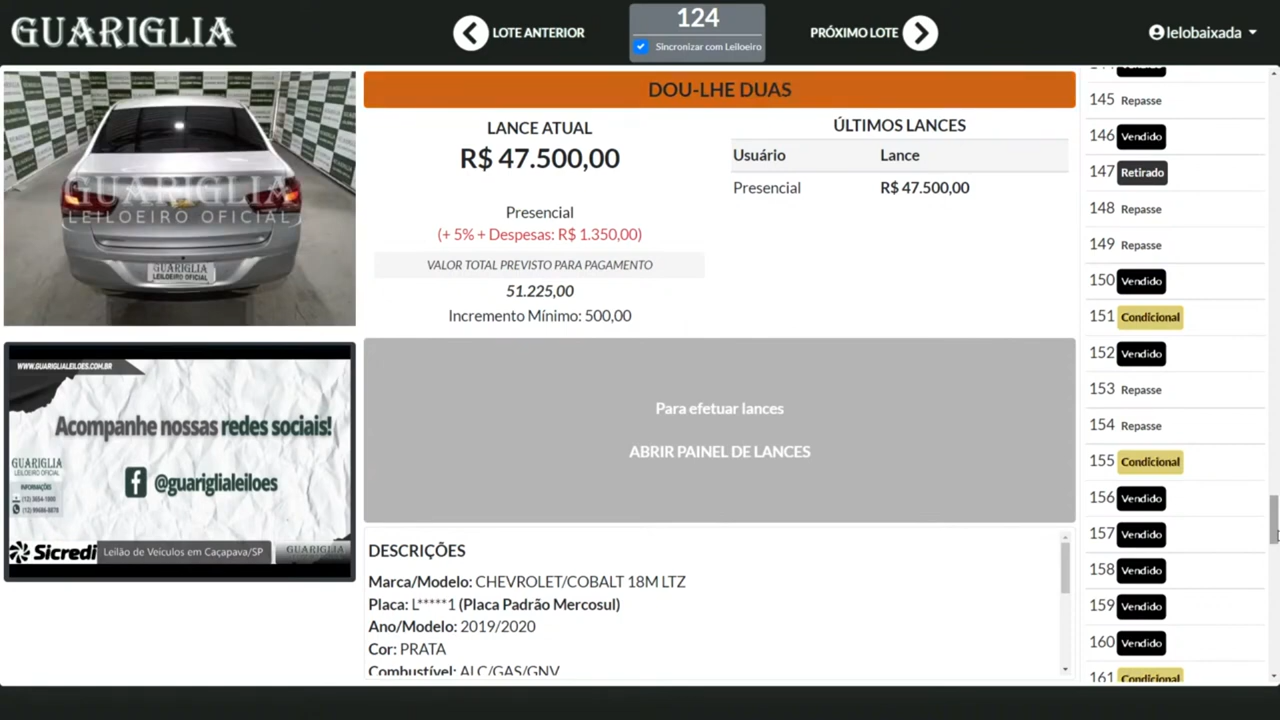 GUARIGLIA
LOTE ANTERIOR
124
Sincronizar com Leiloeiro
PRÓXIMO LOTE
lelobaixada
GUARIGLIA
LEILOEIRO OFICIAL
GUARIGLIA
LEILOEIRO OFICIAL
DOU-LHE DUAS
LANCE ATUAL
R$ 47.500,00
Presencial
(+ 5% + Despesas: R$ 1.350,00)
VALOR TOTAL PREVISTO PARA PAGAMENTO
51.225,00
Incremento Mínimo: 500,00
ÚLTIMOS LANCES
Usuário Lance
Presencial R$ 47.500,00
Para efetuar lances
ABRIR PAINEL DE LANCES
WWW.GUARIGLIALEILOES.COM.BR
Acompanhe nossas redes sociais!
GUARIGLIA
LEILOEIRO OFICIAL
INFORMAÇÕES
@guariglialeiloes
Sicredi
Leilão de Veículos em Caçapava/SP
GUARIGLIA
DESCRIÇÕES
Marca/Modelo: CHEVROLET/COBALT 18M LTZ
Placa: L*****1 (Placa Padrão Mercosul)
Ano/Modelo: 2019/2020
Cor: PRATA
Combustível: ALC/GAS/GNV
145 Repasse
146 Vendido
147 Retirado
148 Repasse
149 Repasse
150 Vendido
151 Condicional
152 Vendido
153 Repasse
154 Repasse
155 Condicional
156 Vendido
157 Vendido
158 Vendido
159 Vendido
160 Vendido
161 Condicional